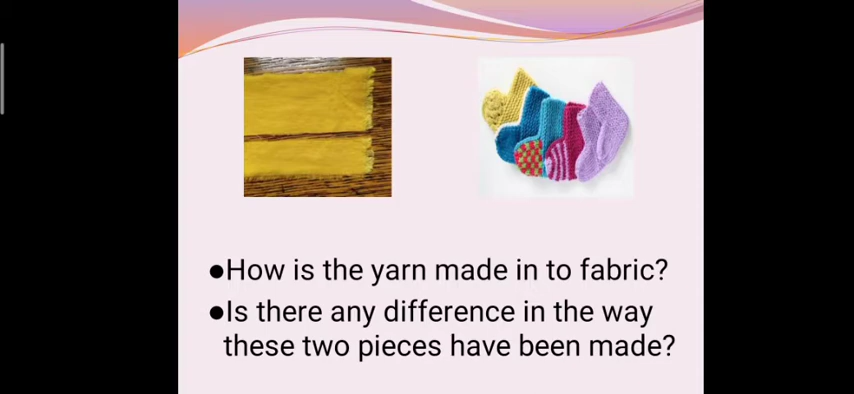 ●How is the yarn made in to fabric?
●Is there any difference in the way
these two pieces have been made?